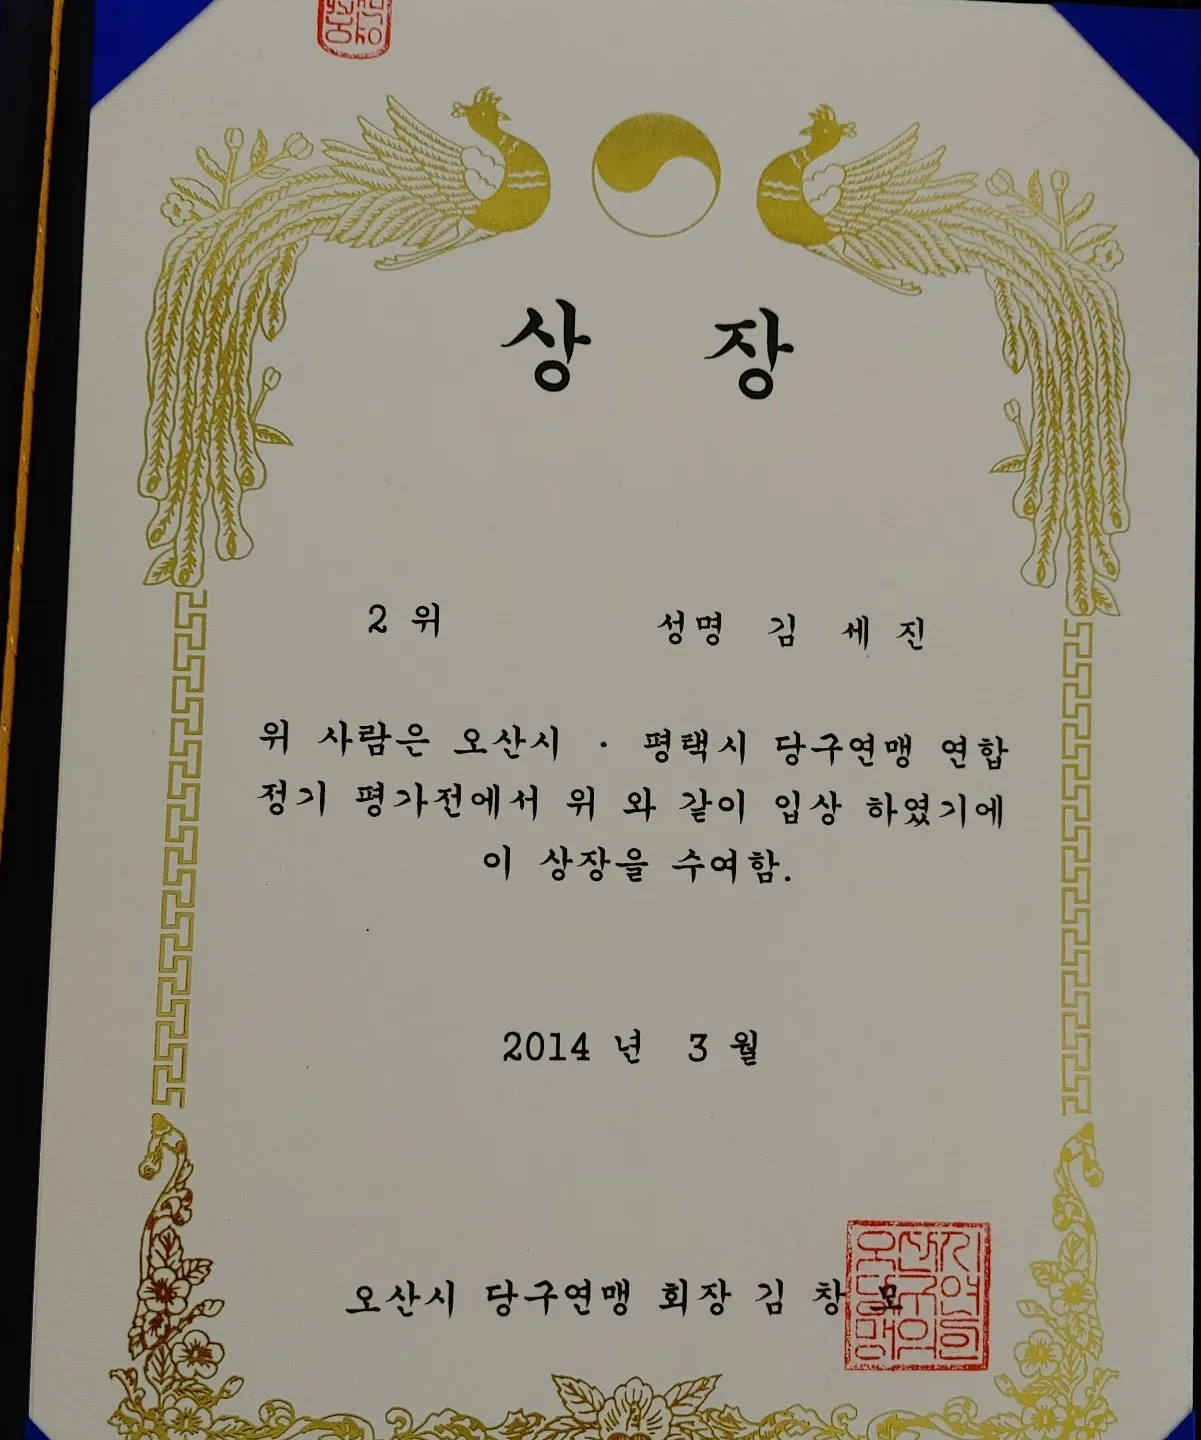 상 장
2 위 성명 김 세 진
위 사람은 오산시 · 평택시 당구연맹 연합
정기 평가전에서 위 와 같이 입상 하였기에
이 상장을 수여함.
2014 년 3 월
오산시 당구연맹 회장 김 창 모